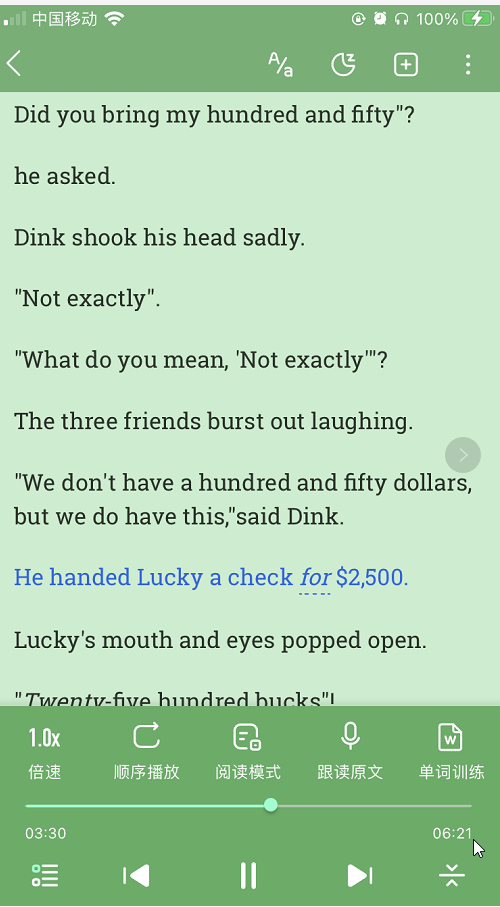 中国移动
100%
A/a
z
Did you bring my hundred and fifty"?
he asked.
Dink shook his head sadly.
"Not exactly".
"What do you mean, 'Not exactly'"?
The three friends burst out laughing.
"We don't have a hundred and fifty dollars,
but we do have this,"said Dink.
He handed Lucky a check for $2,500.
Lucky's mouth and eyes popped open.
"Twenty-five hundred bucks"!
1.0x
W
倍速
顺序播放
阅读模式
跟读原文
单词训练
03:30
06:21